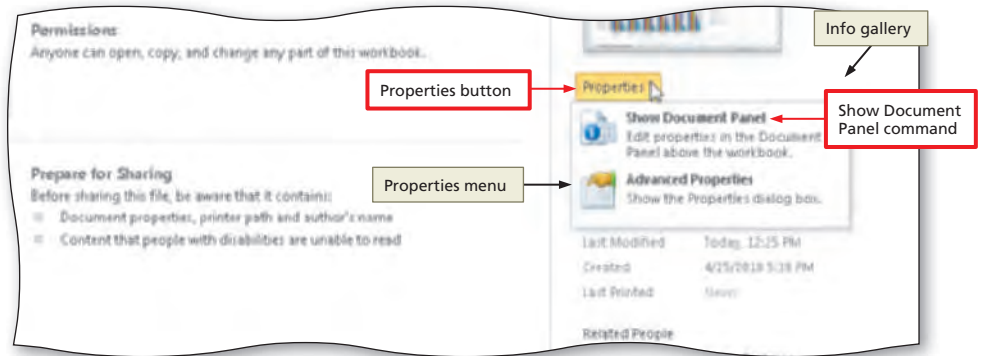 Permissions
Anyone can open, copy, and change any part of this workbook.
Prepare for Sharing
Before sharing this file, be aware that it contains:
Document properties, printer path and author's name
Content that people with disabilities are unable to read
Properties button
Properties menu
Info gallery
Properties
Show Document Panel
Edit properties in the Document
Panel above the workbook.
Advanced Properties
Show the Properties dialog box.
Show Document
Panel command
Last Modified Today, 12:25 PM
Created 4/25/2010 5:38 PM
Last Printed Never
Related People